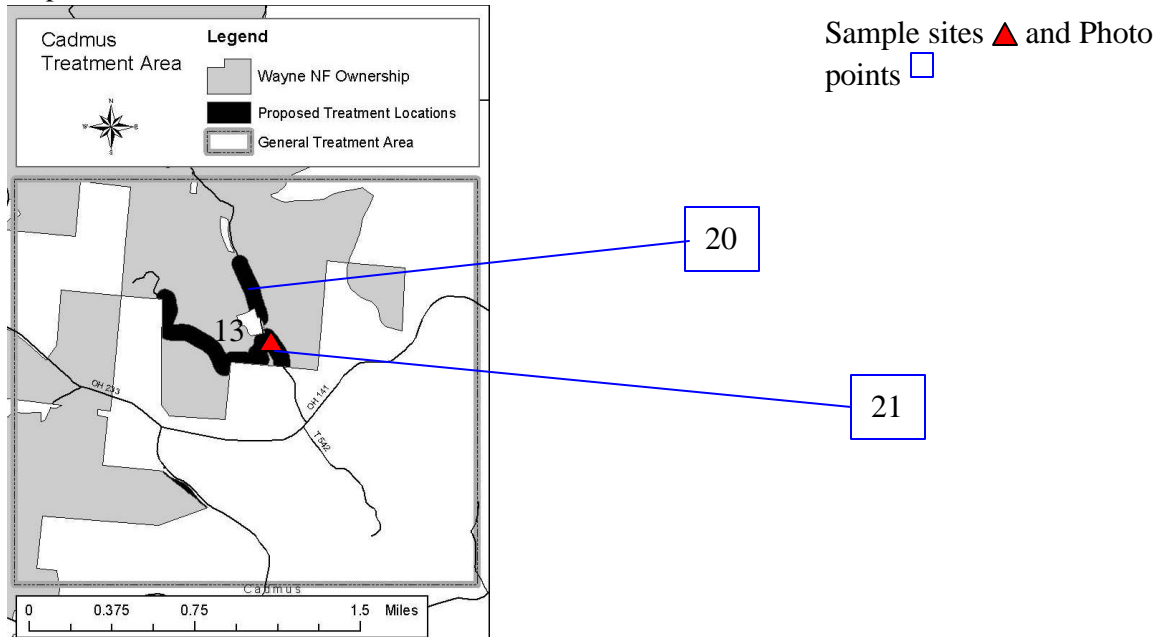 Cadmus
Treatment Area
Legend
Wayne NF Ownership
Proposed Treatment Locations
General Treatment Area
N
W
E
S
Sample sites and Photo
points
20
13
21
OH 233
OH 141
T 542
Cadmus
0 0.375 0.75 1.5 Miles